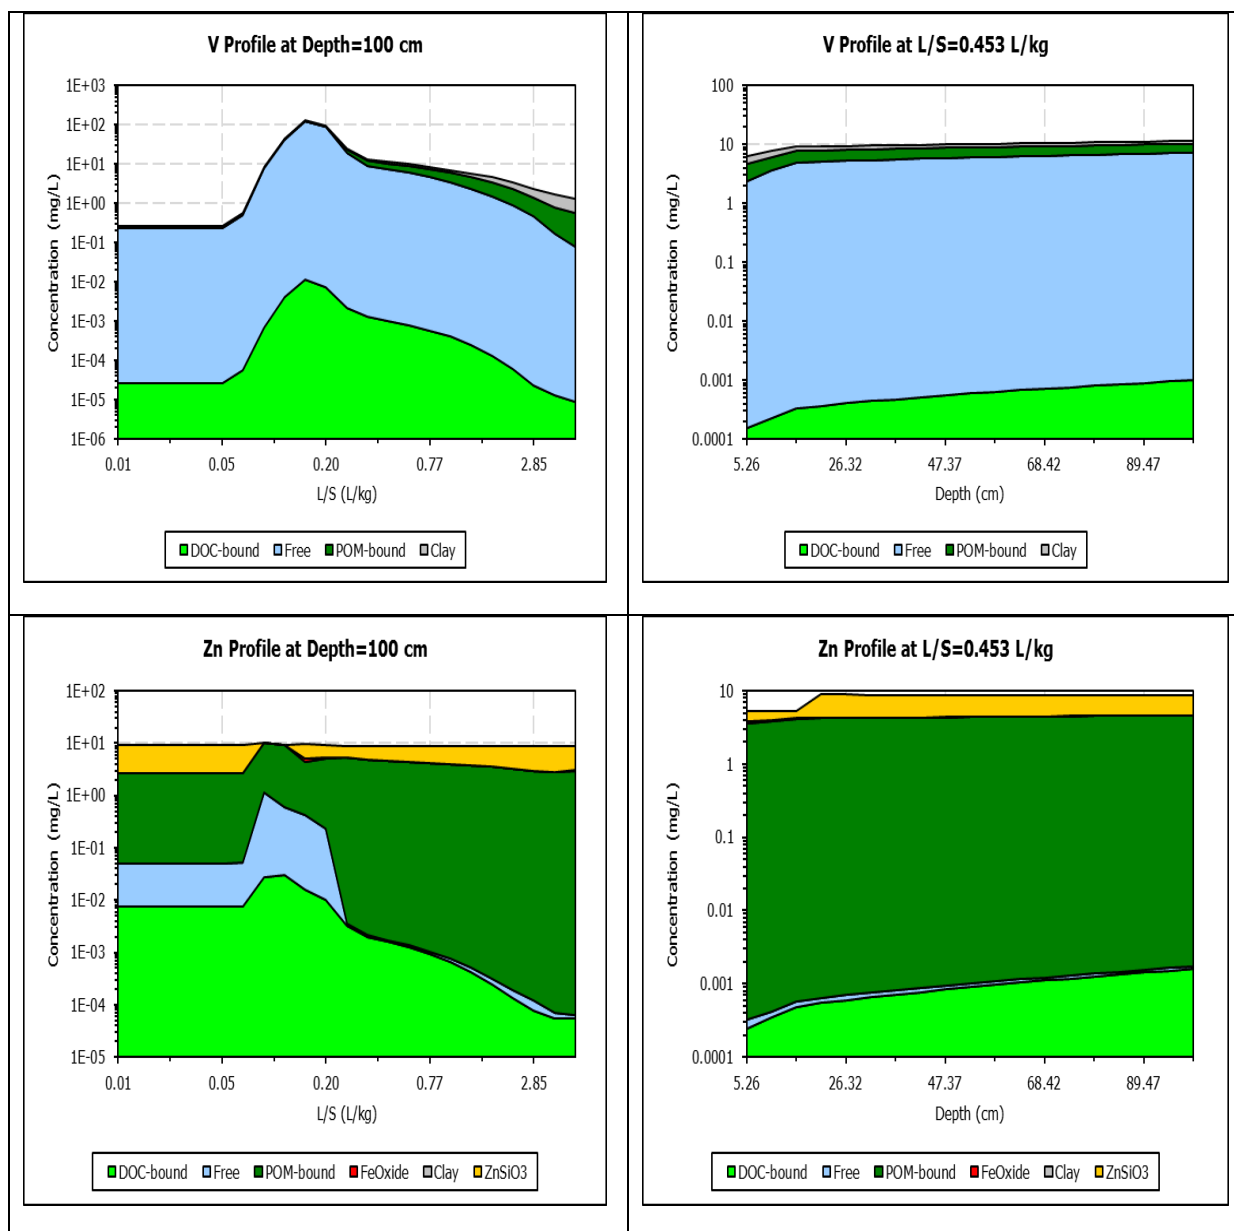 V Profile at Depth=100 cm
Concentration (mg/L)
1E+03
1E+02
1E+01
1E+00
1E-01
1E-02
1E-03
1E-04
1E-05
1E-06
0.01 0.05 0.20 0.77 2.85
L/S (L/kg)
DOC-bound Free POM-bound Clay
V Profile at L/S=0.453 L/kg
Concentration (mg/L)
100
10
1
0.1
0.01
0.001
0.0001
5.26 26.32 47.37 68.42 89.47
Depth (cm)
DOC-bound Free POM-bound Clay
Zn Profile at Depth=100 cm
Concentration (mg/L)
1E+02
1E+01
1E+00
1E-01
1E-02
1E-03
1E-04
1E-05
0.01 0.05 0.20 0.77 2.85
L/S (L/kg)
DOC-bound Free POM-bound FeOxide Clay ZnSiO3
Zn Profile at L/S=0.453 L/kg
Concentration (mg/L)
10
1
0.1
0.01
0.001
0.0001
5.26 26.32 47.37 68.42 89.47
Depth (cm)
DOC-bound Free POM-bound FeOxide Clay ZnSiO3